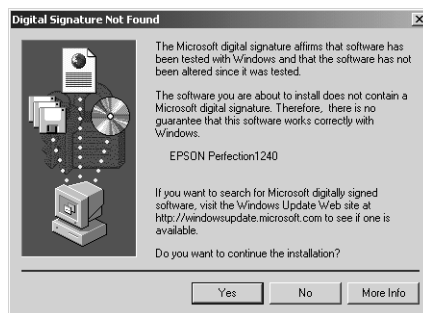 Digital Signature Not Found
The Microsoft digital signature affirms that software has
been tested with Windows and that the software has not
been altered since it was tested.
The software you are about to install does not contain a
Microsoft digital signature. Therefore, there is no
guarantee that this software works correctly with
Windows.
EPSON Perfection1240
If you want to search for Microsoft digitally signed
software, visit the Windows Update Web site at
http://windowsupdate.microsoft.com to see if one is
available.
Do you want to continue the installation?
Yes
No
More Info